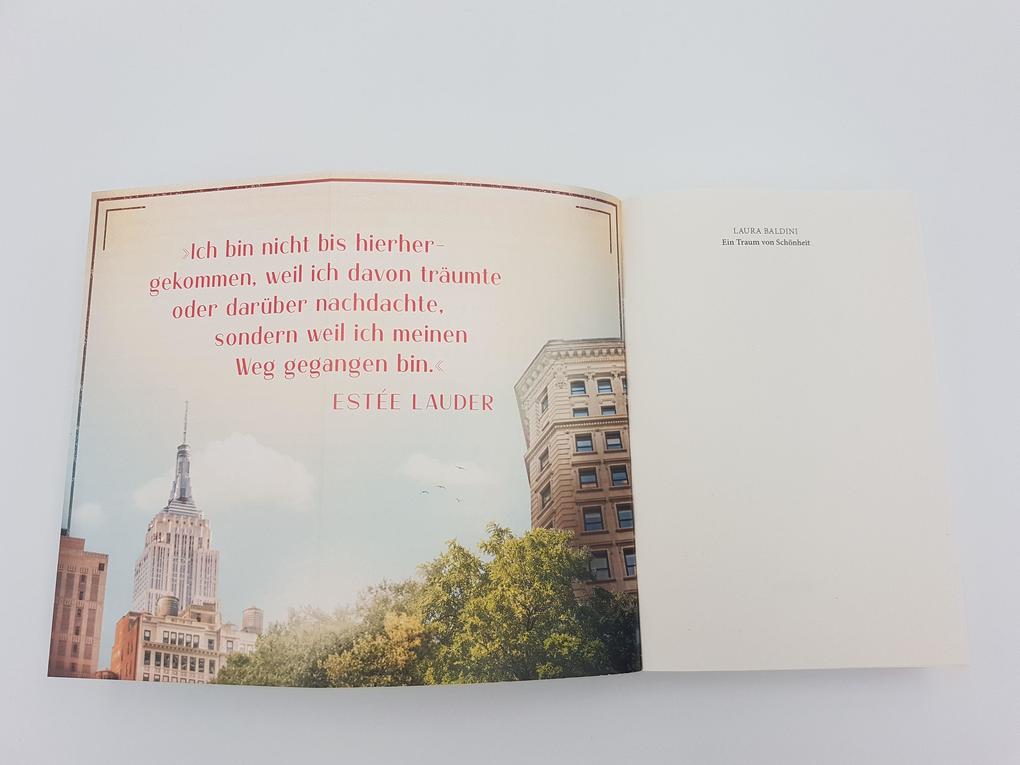 »Ich bin nicht bis hierher-
gekommen, weil ich davon träumte
oder darüber nachdachte,
sondern weil ich meinen
Weg gegangen bin.«
ESTÉE LAUDER
LAURA BALDINI
Ein Traum von Schönheit